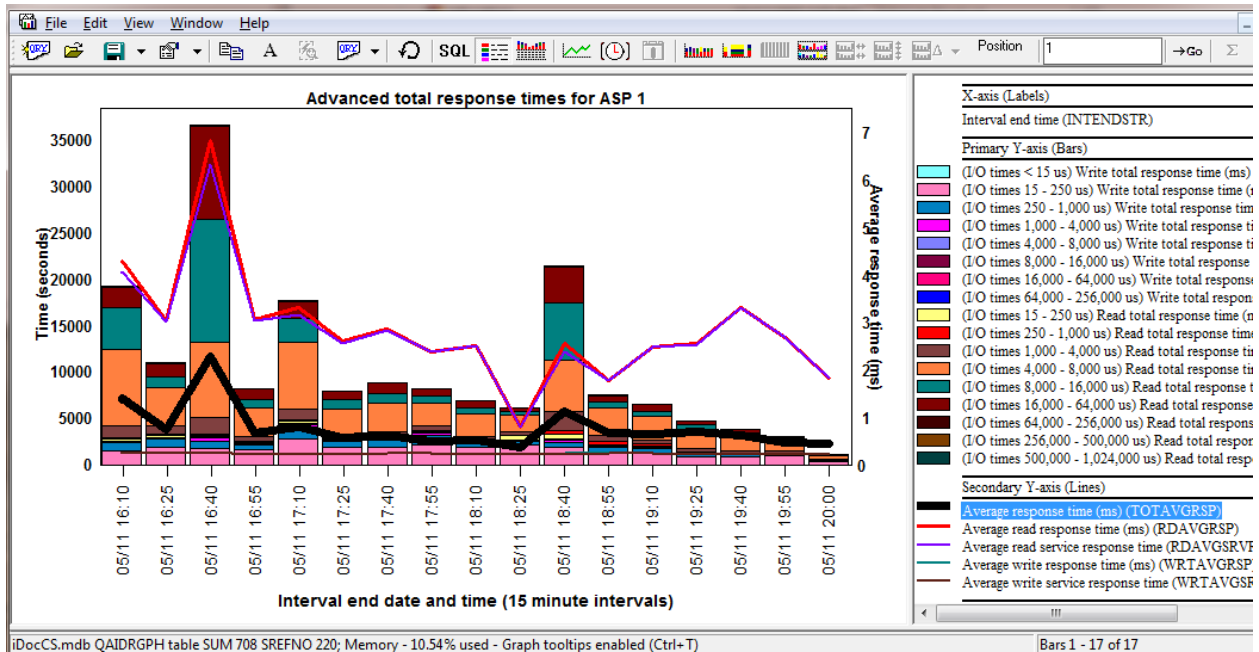 File Edit View Window Help
QRY A QRY SQL Position 1 Go Σ
Advanced total response times for ASP 1
Time (seconds)
35000
30000
25000
20000
15000
10000
5000
0
7
6
5
4
3
2
1
0
Average response time (ms)
05/11 16:10
05/11 16:25
05/11 16:40
05/11 16:55
05/11 17:10
05/11 17:25
05/11 17:40
05/11 17:55
05/11 18:10
05/11 18:25
05/11 18:40
05/11 18:55
05/11 19:10
05/11 19:25
05/11 19:40
05/11 19:55
05/11 20:00
Interval end date and time (15 minute intervals)
X-axis (Labels)
Interval end time (INTENDSTR)
Primary Y-axis (Bars)
(I/O times < 15 us) Write total response time (ms)
(I/O times 15 - 250 us) Write total response time (m
(I/O times 250 - 1,000 us) Write total response time
(I/O times 1,000 - 4,000 us) Write total response ti
(I/O times 4,000 - 8,000 us) Write total response ti
(I/O times 8,000 - 16,000 us) Write total response
(I/O times 16,000 - 64,000 us) Write total response
(I/O times 64,000 - 256,000 us) Write total respon
(I/O times 15 - 250 us) Read total response time (m
(I/O times 250 - 1,000 us) Read total response time
(I/O times 1,000 - 4,000 us) Read total response ti
(I/O times 4,000 - 8,000 us) Read total response ti
(I/O times 8,000 - 16,000 us) Read total response t
(I/O times 16,000 - 64,000 us) Read total response
(I/O times 64,000 - 256,000 us) Read total respons
(I/O times 256,000 - 500,000 us) Read total respon
(I/O times 500,000 - 1,024,000 us) Read total respo
Secondary Y-axis (Lines)
Average response time (ms) (TOTAVGRSP)
Average read response time (ms) (RDAVGRSP)
Average read service response time (RDAVGSRVR
Average write response time (ms) (WRTAVGRSP)
Average write service response time (WRTAVGSR
iDocCS.mdb QAIDRGPH table SUM 708 SREFNO 220; Memory - 10.54% used - Graph tooltips enabled (Ctrl+T)
Bars 1 - 17 of 17